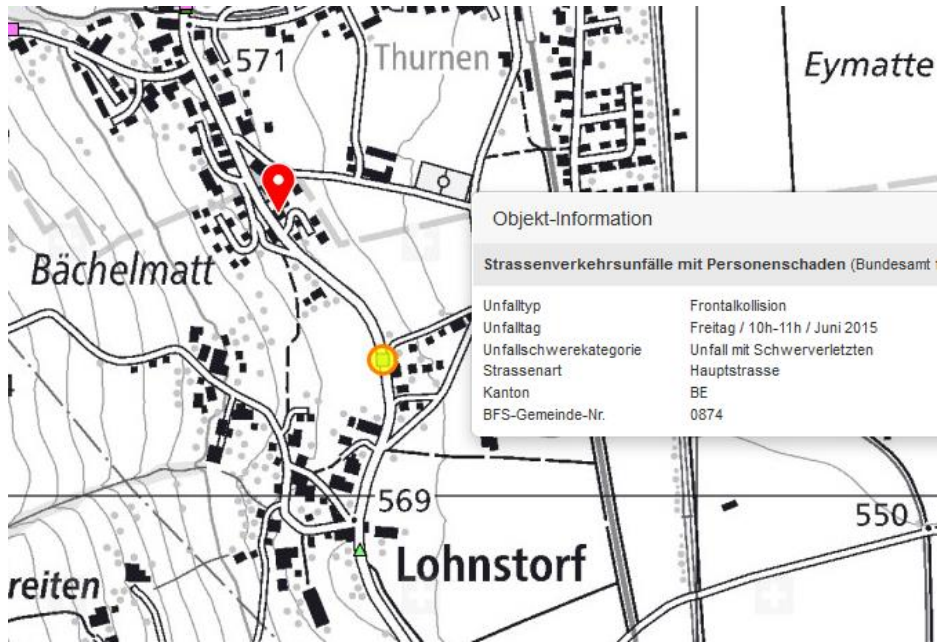 571
Thurnen
Eymatte
Bächelmatt
Objekt-Information
Strassenverkehrsunfälle mit Personenschaden (Bundesamt
Unfalltyp Frontalkollision
Unfalltag Freitag / 10h-11h / Juni 2015
Unfallschwerekategorie Unfall mit Schwerverletzten
Strassenart Hauptstrasse
Kanton BE
BFS-Gemeinde-Nr. 0874
569
550
Lohnstorf
reiten